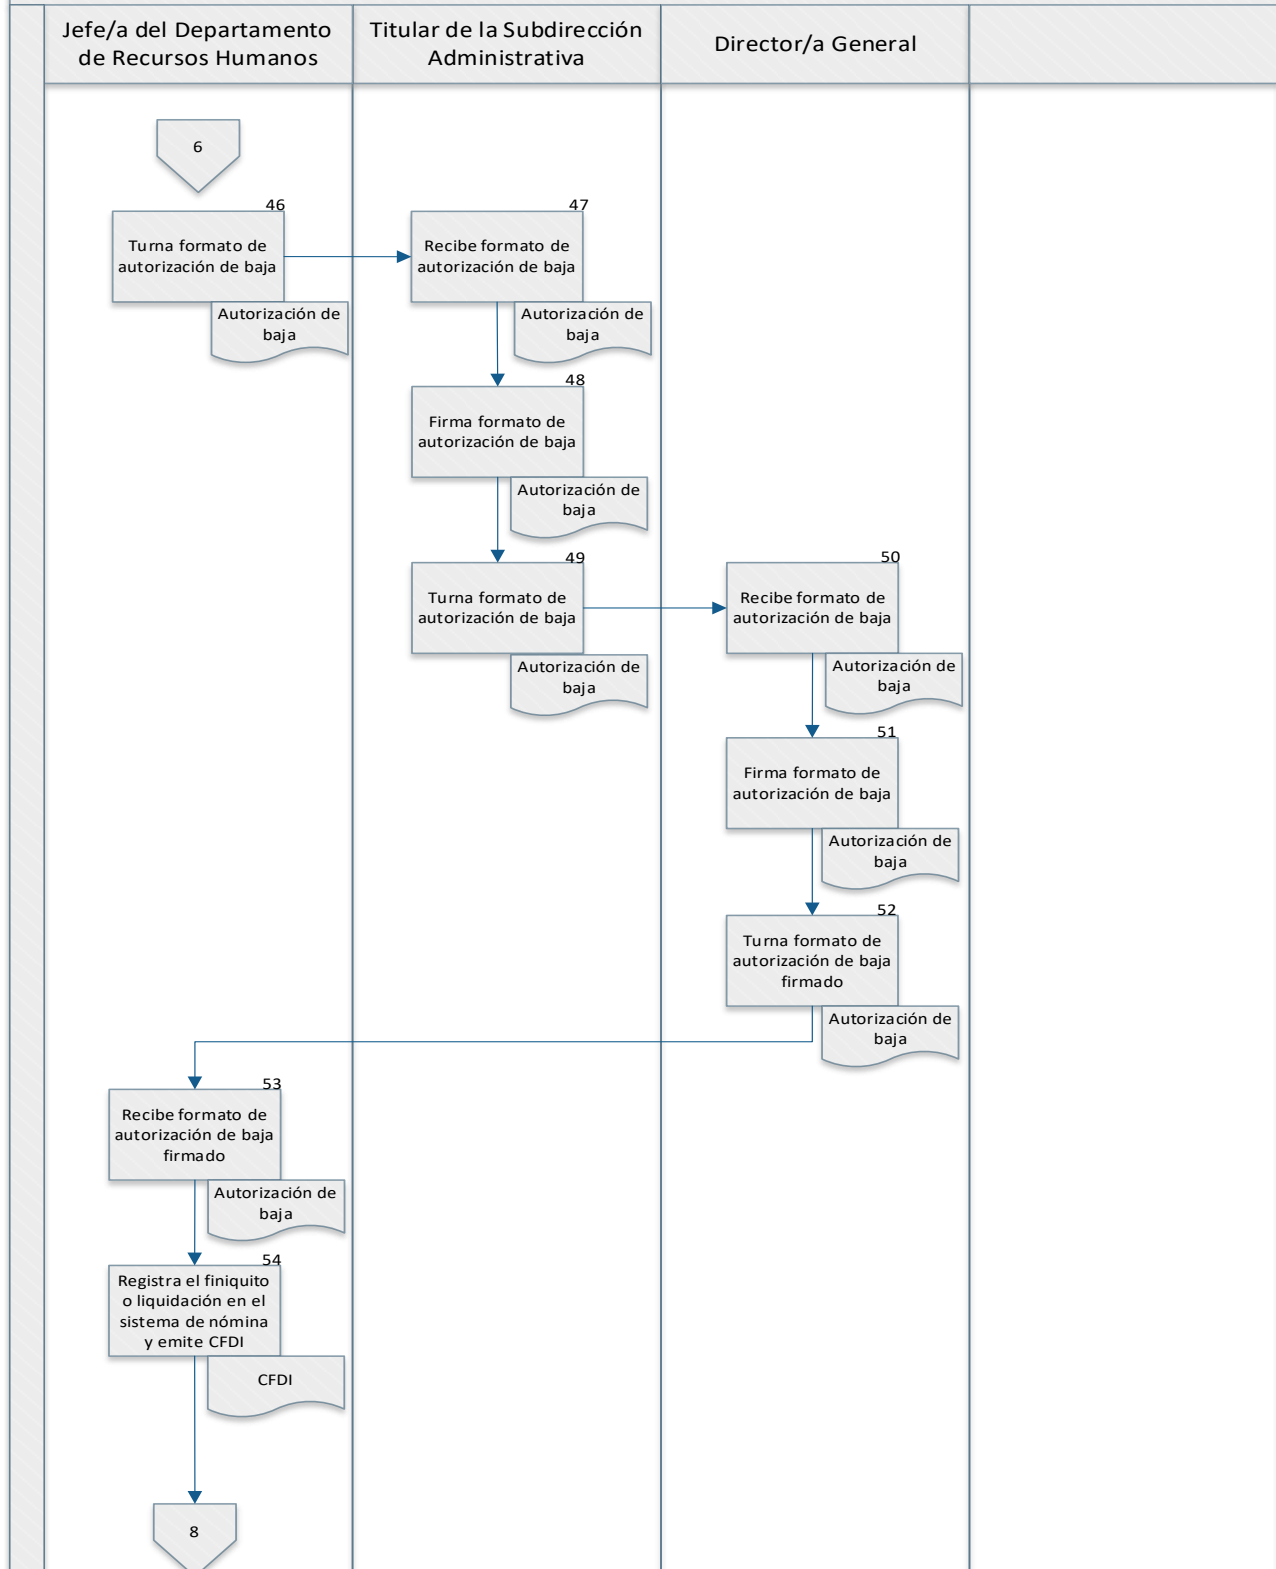 Jefe/a del Departamento
de Recursos Humanos
Titular de la Subdirección
Administrativa
Director/a General
6
46
Turna formato de
autorización de baja
Autorización de
baja
47
Recibe formato de
autorización de baja
Autorización de
baja
48
Firma formato de
autorización de baja
Autorización de
baja
49
Turna formato de
autorización de baja
Autorización de
baja
50
Recibe formato de
autorización de baja
Autorización de
baja
51
Firma formato de
autorización de baja
Autorización de
baja
52
Turna formato de
autorización de baja
firmado
Autorización de
baja
53
Recibe formato de
autorización de baja
firmado
Autorización de
baja
54
Registra el finiquito
o liquidación en el
sistema de nómina
y emite CFDI
CFDI
8